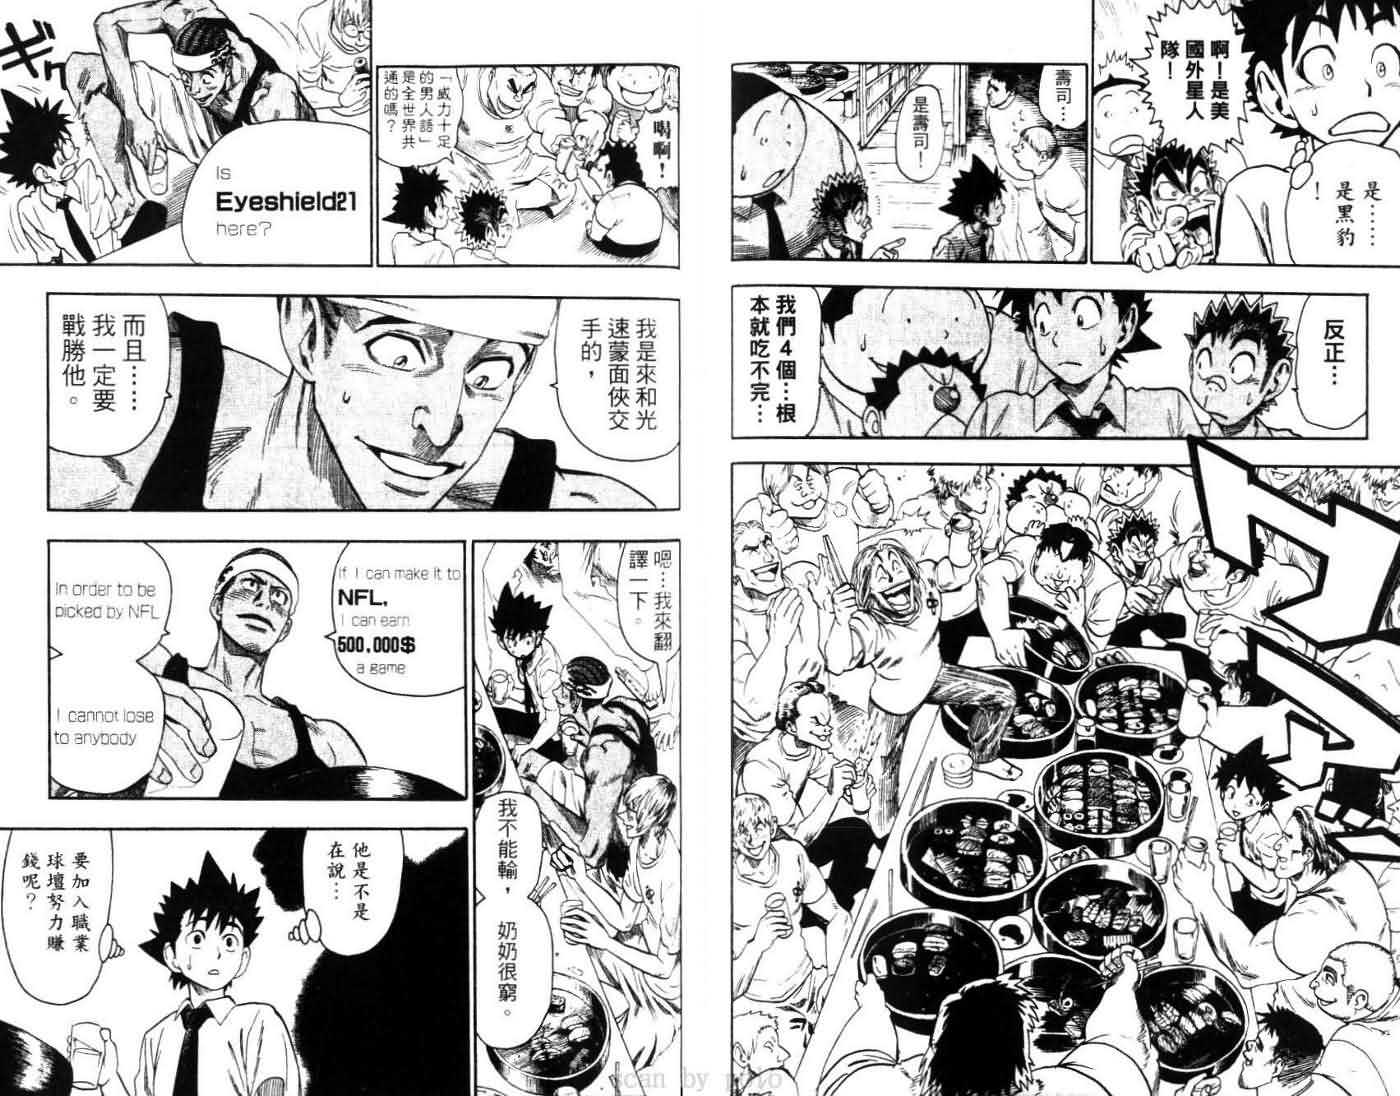 啊！是美
國外星人
隊！
是……
是黑豹
！
壽司…
是壽司！
反正…
我們4個…根
本就吃不完…
喝啊！
「威力十足
的男人語」
是全世界共
通的嗎？
Is
Eyeshield21
here?
我是來和光
速蒙面俠交
手的，
而且……
我一定要
戰勝他。
嗯…我來翻
譯一下。
If I can make it to
NFL,
I can earn
500,000$
a game
In order to be
picked by NFL
I cannot lose
to anybody
我不能輸，
奶奶很窮。
他是不是
在說…
要加入職業
球壇努力賺
錢呢？
scan by polo